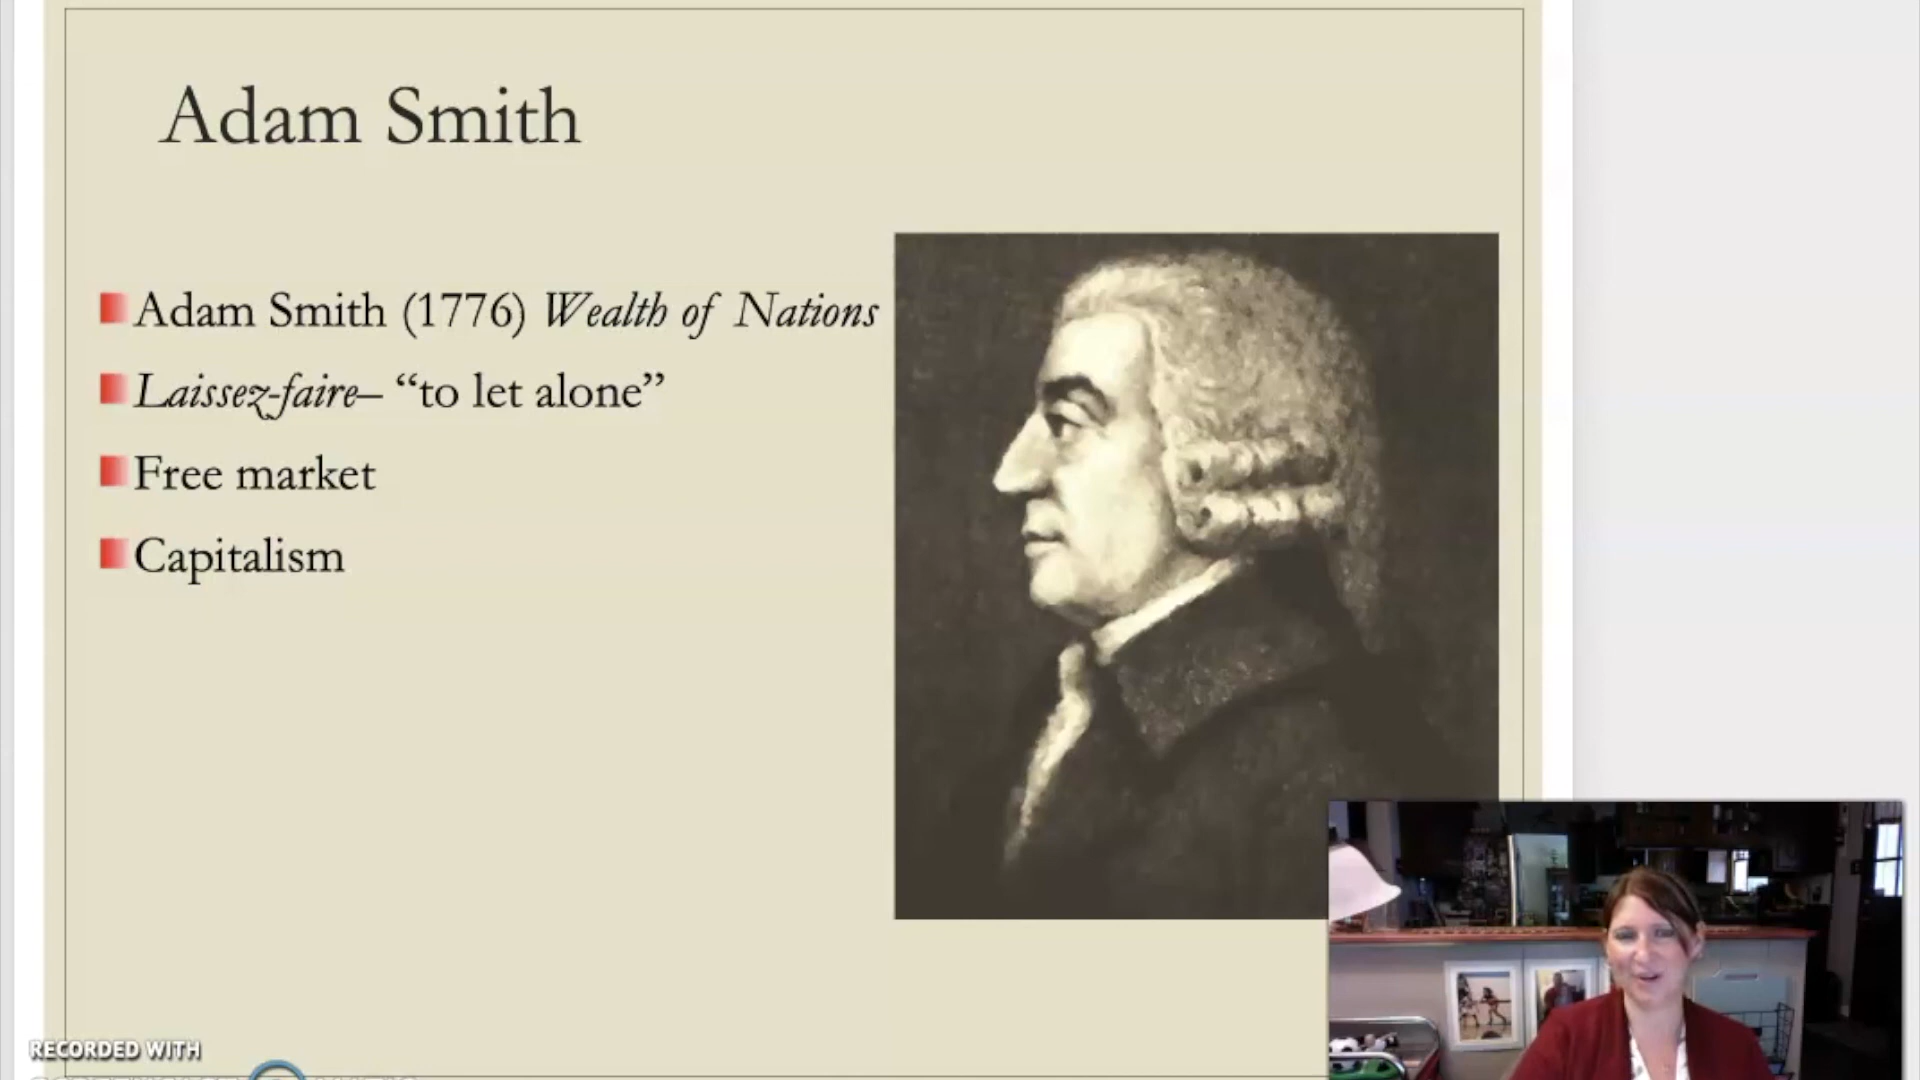 Adam Smith
Adam Smith (1776) Wealth of Nations
Laissez-faire– “to let alone”
Free market
Capitalism
RECORDED WITH